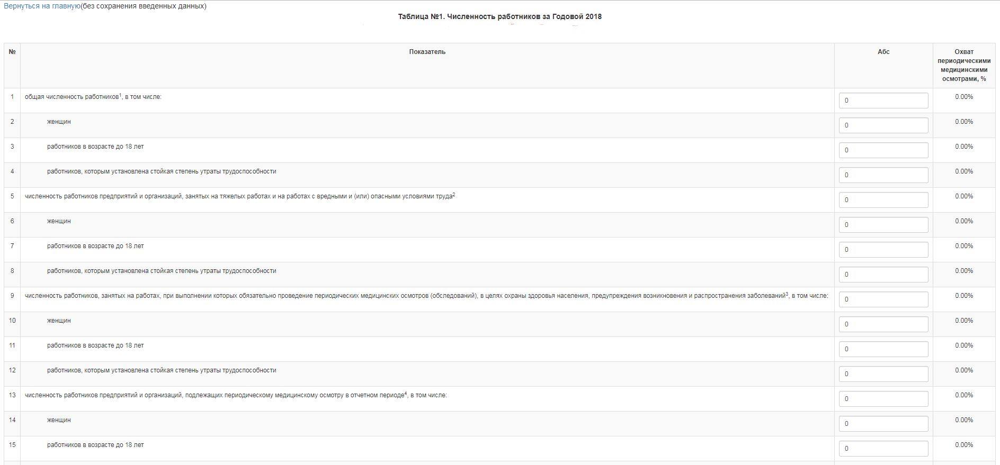 Вернуться на главную(без сохранения введенных данных)
Таблица №1. Численность работников за Годовой 2018
№ Показатель Абс Охват
периодическими
медицинскими
осмотрами, %
1 общая численность работников¹, в том числе: 0 0.00%
2 женщин 0 0.00%
3 работников в возрасте до 18 лет 0 0.00%
4 работников, которым установлена стойкая степень утраты трудоспособности 0 0.00%
5 численность работников предприятий и организаций, занятых на тяжелых работах и на работах с вредными и (или) опасными условиями труда² 0 0.00%
6 женщин 0 0.00%
7 работников в возрасте до 18 лет 0 0.00%
8 работников, которым установлена стойкая степень утраты трудоспособности 0 0.00%
9 численность работников, занятых на работах, при выполнении которых обязательно проведение периодических медицинских осмотров (обследований), в целях охраны здоровья населения, предупреждения возникновения и распространения заболеваний³, в том числе: 0 0.00%
10 женщин 0 0.00%
11 работников в возрасте до 18 лет 0 0.00%
12 работников, которым установлена стойкая степень утраты трудоспособности 0 0.00%
13 численность работников предприятий и организаций, подлежащих периодическому медицинскому осмотру в отчетном периоде⁴, в том числе: 0 0.00%
14 женщин 0 0.00%
15 работников в возрасте до 18 лет 0 0.00%